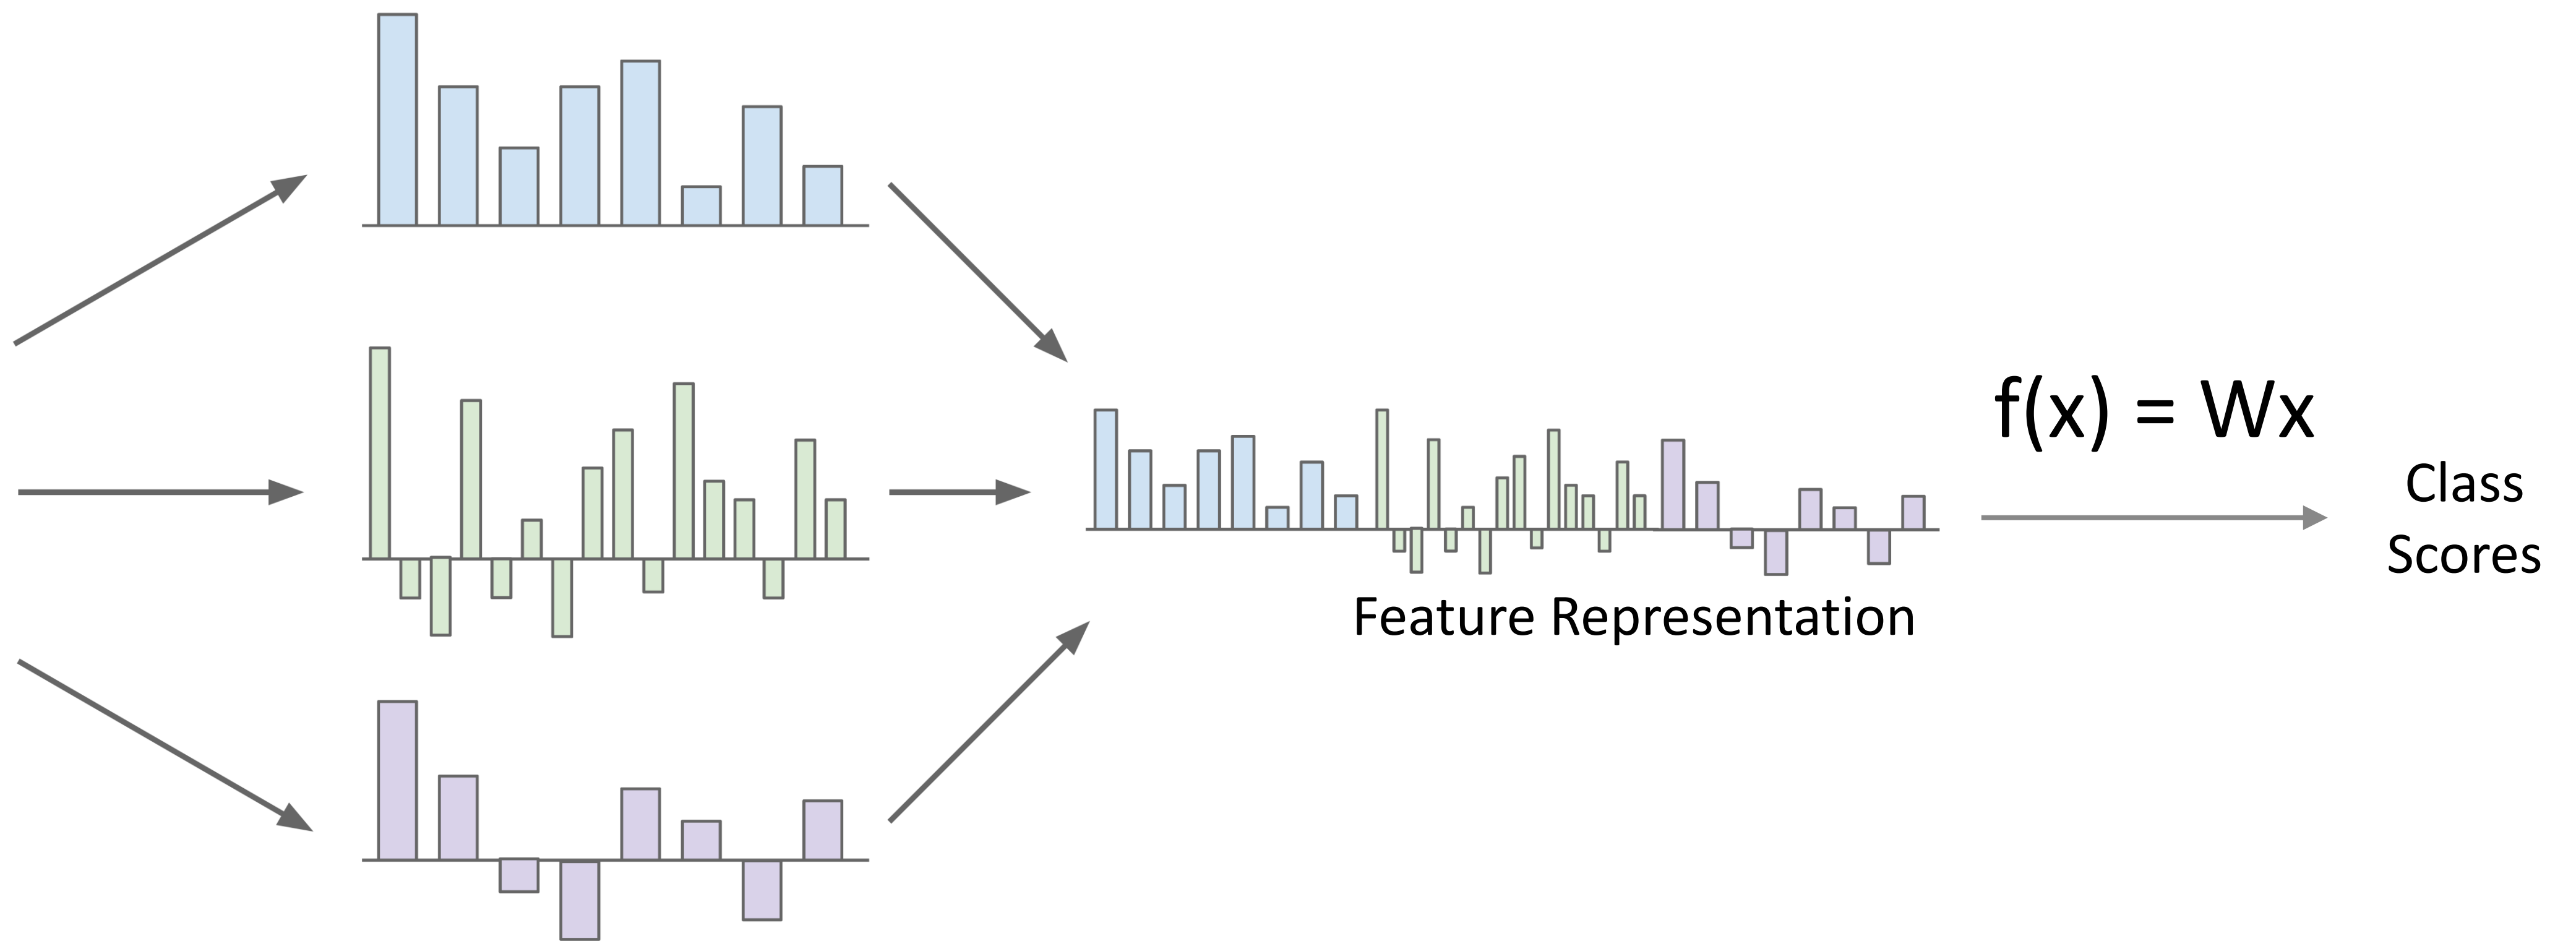 f(x) = Wx
Class
Scores
Feature Representation